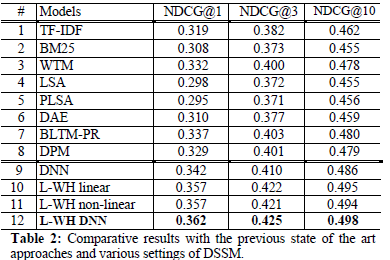 # Models NDCG@1 NDCG@3 NDCG@10
1 TF-IDF 0.319 0.382 0.462
2 BM25 0.308 0.373 0.455
3 WTM 0.332 0.400 0.478
4 LSA 0.298 0.372 0.455
5 PLSA 0.295 0.371 0.456
6 DAE 0.310 0.377 0.459
7 BLTM-PR 0.337 0.403 0.480
8 DPM 0.329 0.401 0.479
9 DNN 0.342 0.410 0.486
10 L-WH linear 0.357 0.422 0.495
11 L-WH non-linear 0.357 0.421 0.494
12 L-WH DNN 0.362 0.425 0.498
Table 2: Comparative results with the previous state of the art
approaches and various settings of DSSM.